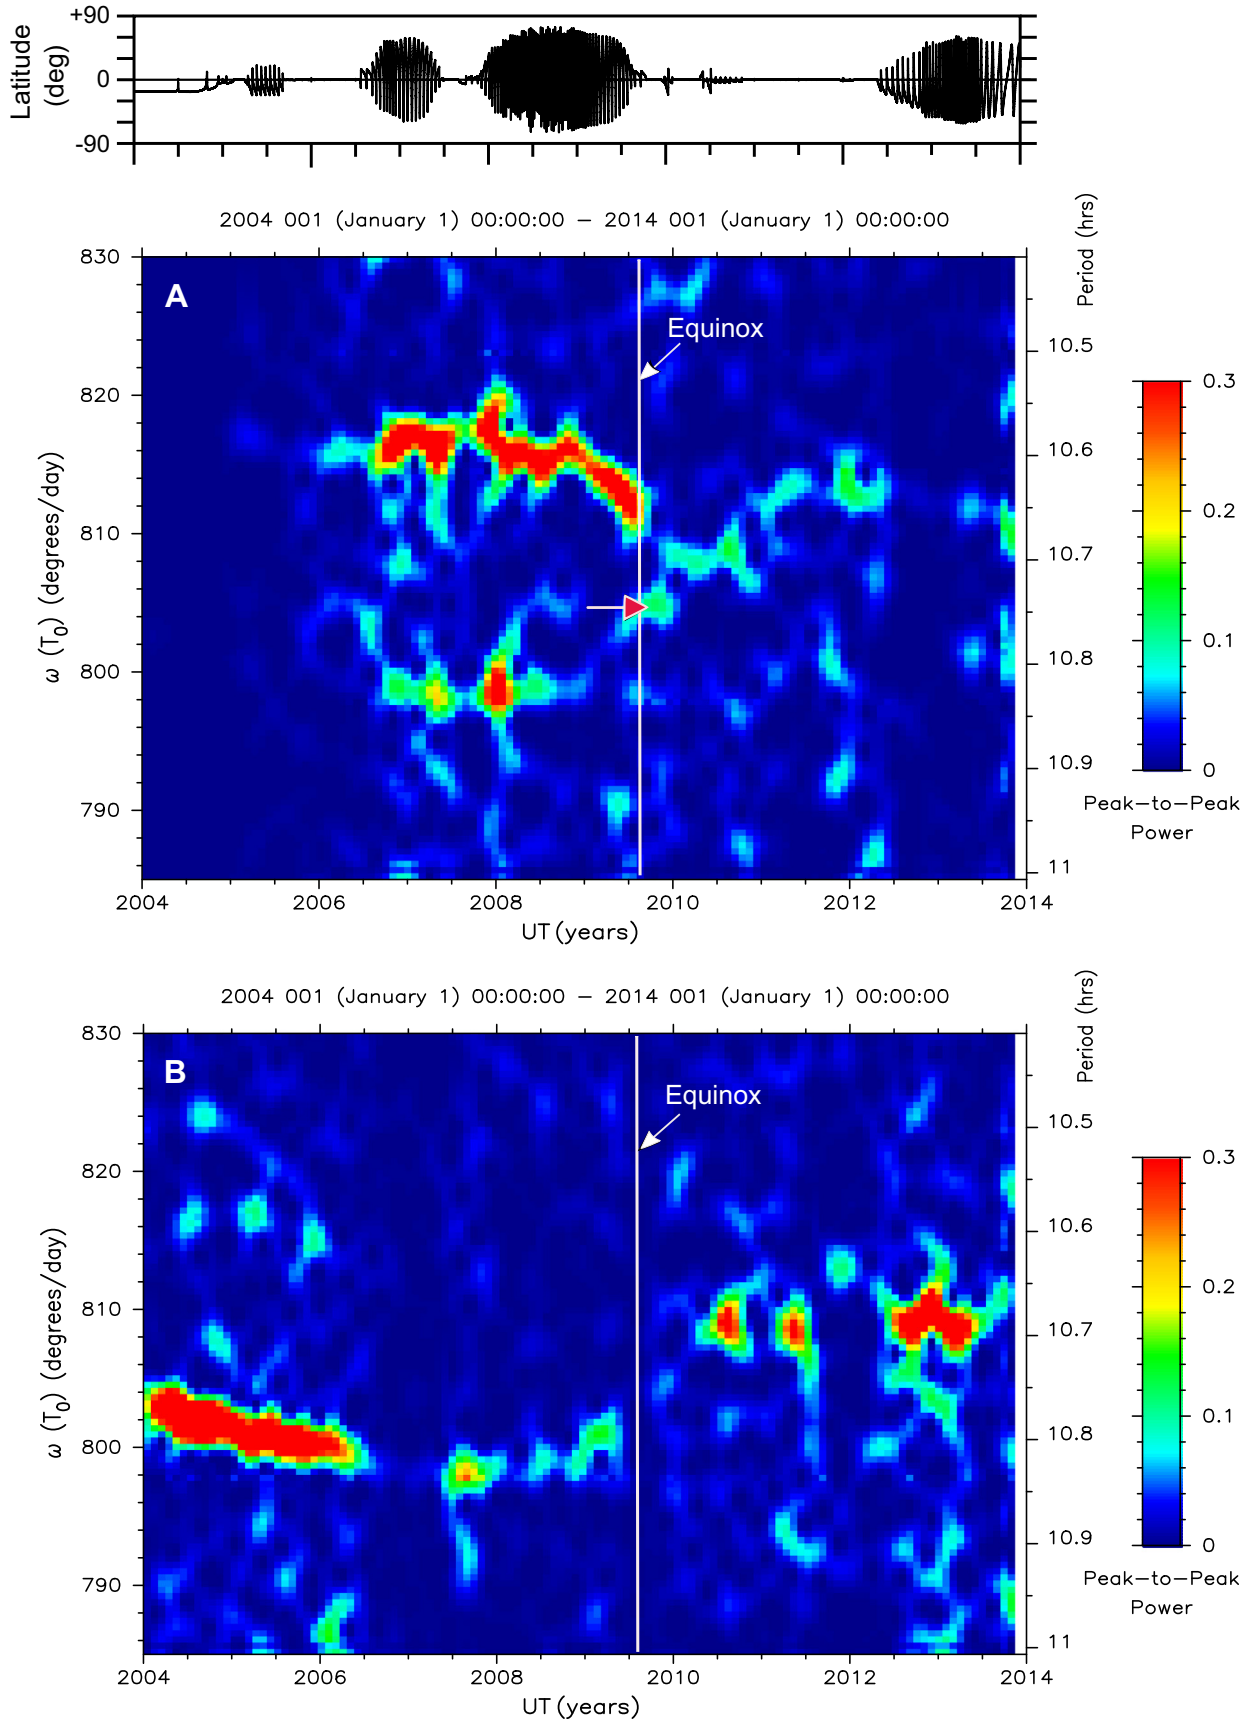 +90
Latitude
(deg)
0
-90
2004 001 (January 1) 00:00:00 – 2014 001 (January 1) 00:00:00
Period (hrs)
A
Equinox
830
820
810
800
790
ω (T0) (degrees/day)
10.5
10.6
10.7
10.8
10.9
11
0.3
0.2
0.1
0
Peak-to-Peak
Power
2004 2006 2008 2010 2012 2014
UT (years)
2004 001 (January 1) 00:00:00 – 2014 001 (January 1) 00:00:00
Period (hrs)
B
Equinox
830
820
810
800
790
ω (T0) (degrees/day)
10.5
10.6
10.7
10.8
10.9
11
0.3
0.2
0.1
0
Peak-to-Peak
Power
2004 2006 2008 2010 2012 2014
UT (years)